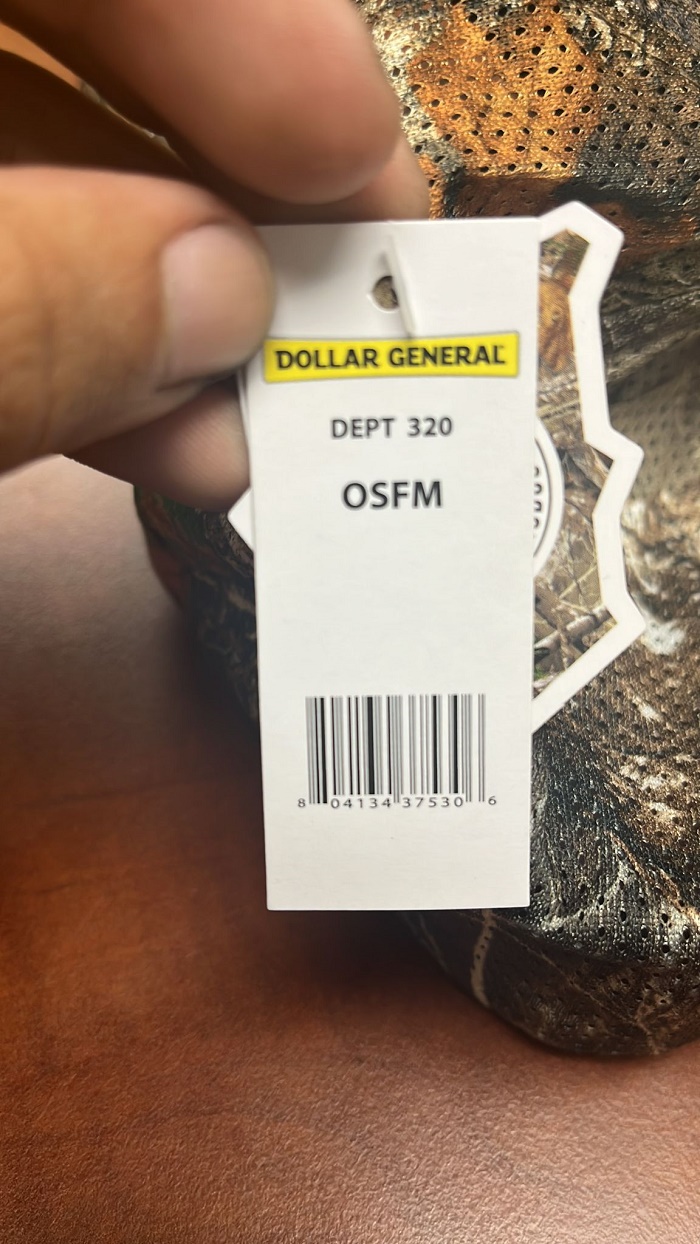 DOLLAR GENERAL
DEPT 320
OSFM
8 04134 37530 6